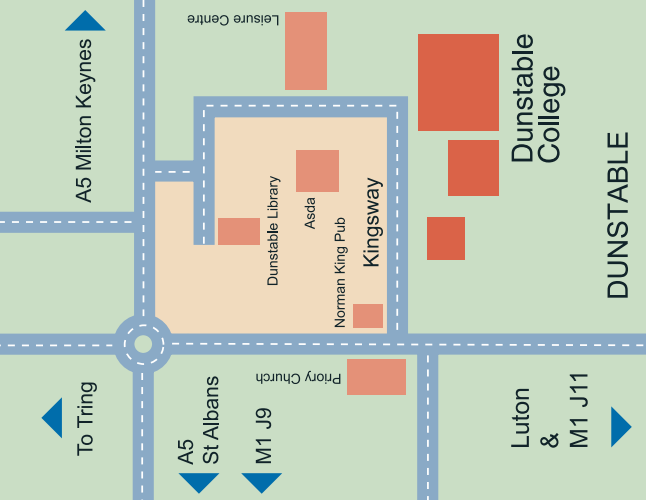 Leisure Centre
A5 Milton Keynes
Dunstable
College
DUNSTABLE
Dunstable Library
Asda
Norman King Pub
Kingsway
Priory Church
To Tring
A5
St Albans
M1 J9
Luton
&
M1 J11